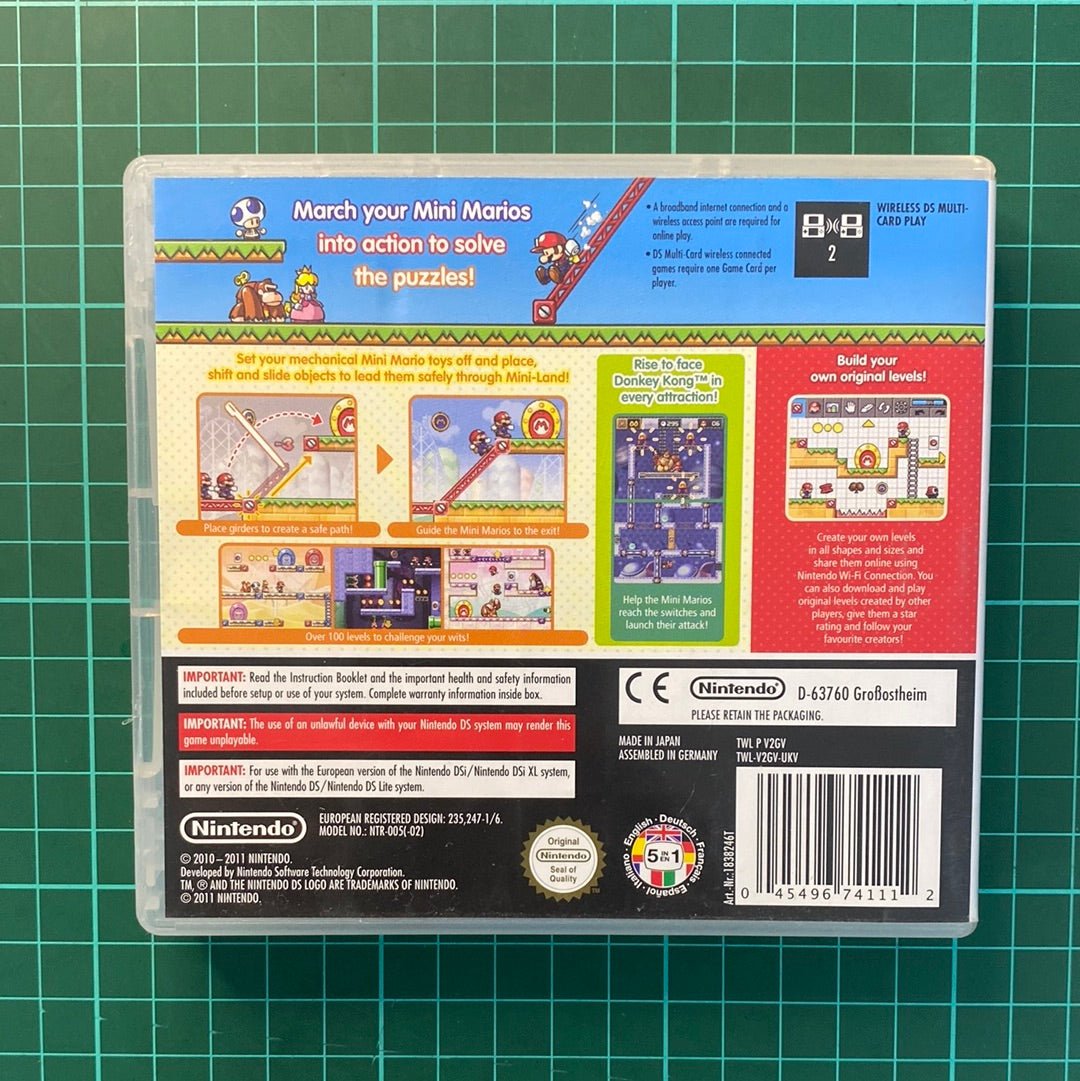 March your Mini Marios
into action to solve
the puzzles!
• A broadband internet connection and a
wireless access point are required for
online play.
• DS Multi-Card wireless connected
games require one Game Card per
player.
2
WIRELESS DS MULTI-
CARD PLAY
Set your mechanical Mini Mario toys off and place,
shift and slide objects to lead them safely through Mini-Land!
Place girders to create a safe path!
Guide the Mini Marios to the exit!
Over 100 levels to challenge your wits!
Rise to face
Donkey Kong™ in
every attraction!
Help the Mini Marios
reach the switches and
launch their attack!
Build your
own original levels!
Create your own levels
in all shapes and sizes and
share them online using
Nintendo Wi-Fi Connection. You
can also download and play
original levels created by other
players, give them a star
rating and follow your
favourite creators!
IMPORTANT: Read the Instruction Booklet and the important health and safety information
included before setup or use of your system. Complete warranty information inside box.
IMPORTANT: The use of an unlawful device with your Nintendo DS system may render this
game unplayable.
IMPORTANT: For use with the European version of the Nintendo DSi/Nintendo DSi XL system,
or any version of the Nintendo DS/Nintendo DS Lite system.
CE Nintendo® D-63760 Großostheim
PLEASE RETAIN THE PACKAGING.
MADE IN JAPAN
ASSEMBLED IN GERMANY
TWL P V2GV
TWL-V2GV-UKV
Nintendo®
EUROPEAN REGISTERED DESIGN: 235,247-1/6.
MODEL NO.: NTR-005(-02)
© 2010–2011 NINTENDO.
Developed by Nintendo Software Technology Corporation.
TM, ® AND THE NINTENDO DS LOGO ARE TRADEMARKS OF NINTENDO.
© 2011 NINTENDO.
Original
Nintendo
Seal of
Quality
TM
English · Deutsch · Français · Español · Italiano
5 IN EN 1
Art.-Nr.: 1838246T
0 45496 74111 2